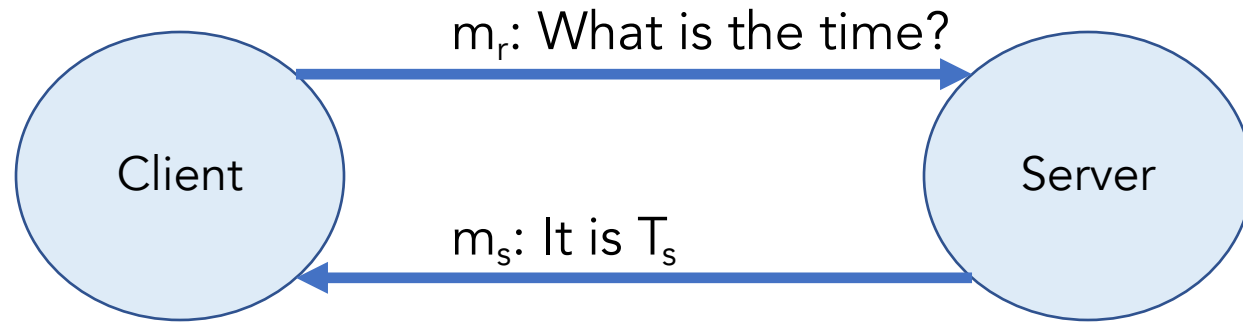 mᵣ: What is the time?
Client
Server
mₛ: It is Tₛ